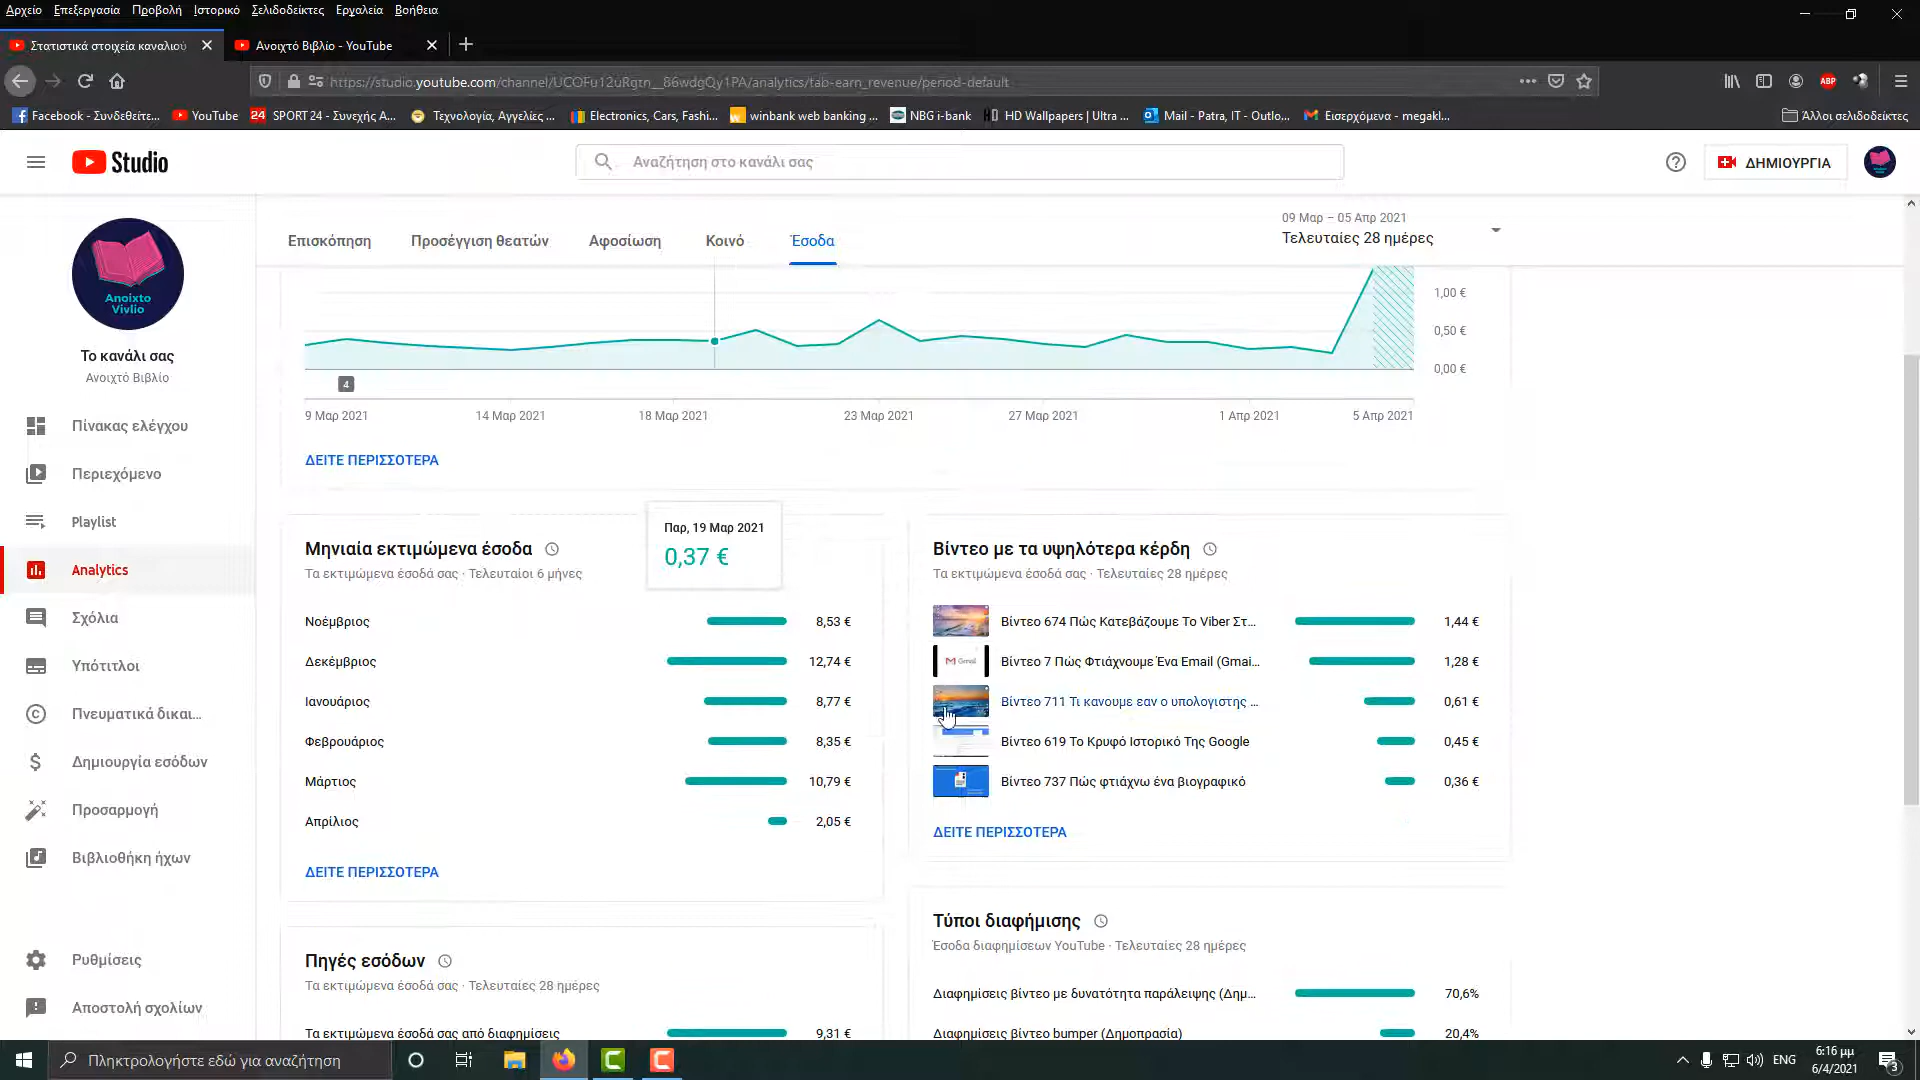 Αρχείο Επεξεργασία Προβολή Ιστορικό Σελιδοδείκτες Εργαλεία Βοήθεια
Στατιστικά στοιχεία καναλιού
Ανοιχτό Βιβλίο - YouTube
https://studio.youtube.com/channel/UCOFu12uRqtn__86wdgQy1PA/analytics/tab-earn_revenue/period-default
ABP
Facebook - Συνδεθείτε...
YouTube
24 SPORT 24 - Συνεχής Α...
Τεχνολογία, Αγγελίες ...
Electronics, Cars, Fashi...
winbank web banking ...
NBG i-bank
HD Wallpapers | Ultra ...
Mail - Patra, IT - Outlo...
Εισερχόμενα - megakl...
Άλλοι σελιδοδείκτες
Studio
Αναζήτηση στο κανάλι σας
ΔΗΜΙΟΥΡΓΙΑ
Anoixto
Vivlio
Το κανάλι σας
Ανοιχτό Βιβλίο
Πίνακας ελέγχου
Περιεχόμενο
Playlist
Analytics
Σχόλια
Υπότιτλοι
Πνευματικά δικαι...
Δημιουργία εσόδων
Προσαρμογή
Βιβλιοθήκη ήχων
Ρυθμίσεις
Αποστολή σχολίων
Επισκόπηση Προσέγγιση θεατών Αφοσίωση Κοινό Έσοδα
09 Μαρ – 05 Απρ 2021
Τελευταίες 28 ημέρες
1,00 €
0,50 €
0,00 €
4
9 Μαρ 2021 14 Μαρ 2021 18 Μαρ 2021 23 Μαρ 2021 27 Μαρ 2021 1 Απρ 2021 5 Απρ 2021
ΔΕΙΤΕ ΠΕΡΙΣΣΟΤΕΡΑ
Παρ, 19 Μαρ 2021
0,37 €
Μηνιαία εκτιμώμενα έσοδα
Τα εκτιμώμενα έσοδά σας · Τελευταίοι 6 μήνες
Νοέμβριος 8,53 €
Δεκέμβριος 12,74 €
Ιανουάριος 8,77 €
Φεβρουάριος 8,35 €
Μάρτιος 10,79 €
Απρίλιος 2,05 €
ΔΕΙΤΕ ΠΕΡΙΣΣΟΤΕΡΑ
Βίντεο με τα υψηλότερα κέρδη
Τα εκτιμώμενα έσοδά σας · Τελευταίες 28 ημέρες
Βίντεο 674 Πώς Κατεβάζουμε Το Viber Στ... 1,44 €
Gmail
Βίντεο 7 Πώς Φτιάχνουμε Ένα Email (Gmai... 1,28 €
Βίντεο 711 Τι κανουμε εαν ο υπολογιστης ... 0,61 €
Βίντεο 619 Το Κρυφό Ιστορικό Της Google 0,45 €
Βίντεο 737 Πώς φτιάχνω ένα βιογραφικό 0,36 €
ΔΕΙΤΕ ΠΕΡΙΣΣΟΤΕΡΑ
Πηγές εσόδων
Τα εκτιμώμενα έσοδά σας · Τελευταίες 28 ημέρες
Τα εκτιμώμενα έσοδά σας από διαφημίσεις 9,31 €
Τύποι διαφήμισης
Έσοδα διαφημίσεων YouTube · Τελευταίες 28 ημέρες
Διαφημίσεις βίντεο με δυνατότητα παράλειψης (Δημ... 70,6%
Διαφημίσεις βίντεο bumper (Δημοπρασία) 20,4%
Πληκτρολογήστε εδώ για αναζήτηση
ENG
6:16 μμ
6/4/2021
3